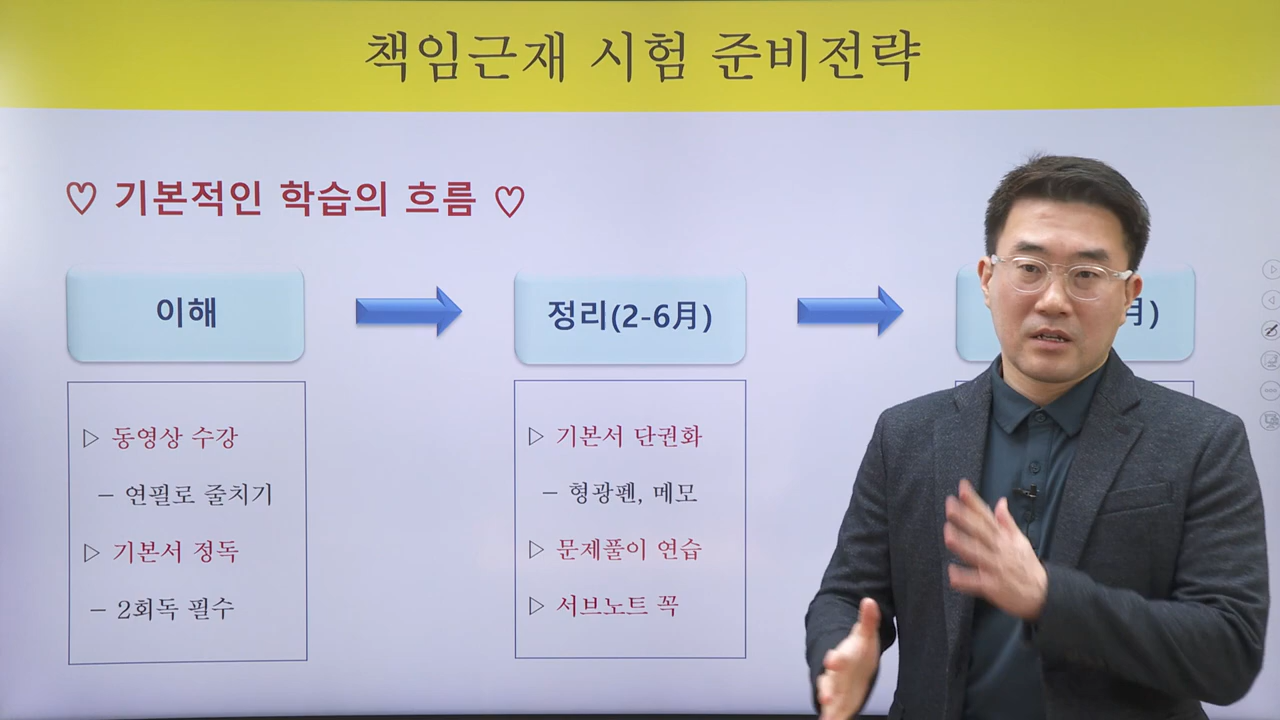 책임근재 시험 준비전략
♡ 기본적인 학습의 흐름 ♡
이해
정리(2-6月)
月)
▷ 동영상 수강
- 연필로 줄치기
▷ 기본서 정독
- 2회독 필수
▷ 기본서 단권화
- 형광펜, 메모
▷ 문제풀이 연습
▷ 서브노트 꼭